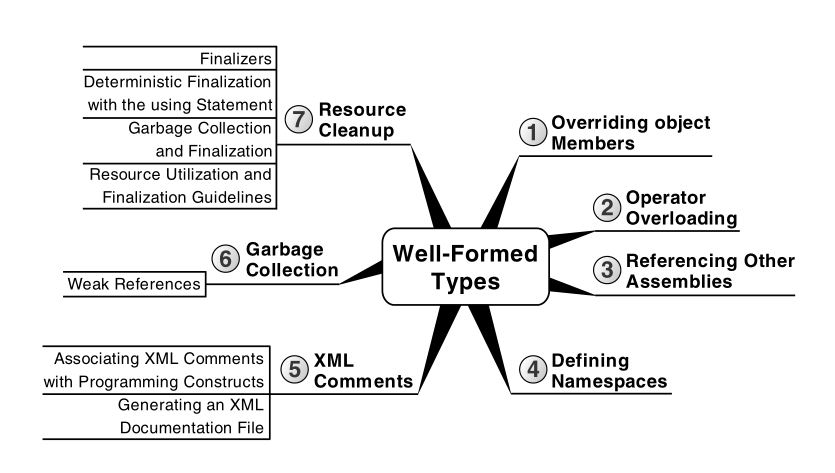 Well-Formed
Types
1 Overriding object
Members
2 Operator
Overloading
3 Referencing Other
Assemblies
4 Defining
Namespaces
5 XML
Comments
Associating XML Comments
with Programming Constructs
Generating an XML
Documentation File
6 Garbage
Collection
Weak References
7 Resource
Cleanup
Finalizers
Deterministic Finalization
with the using Statement
Garbage Collection
and Finalization
Resource Utilization and
Finalization Guidelines